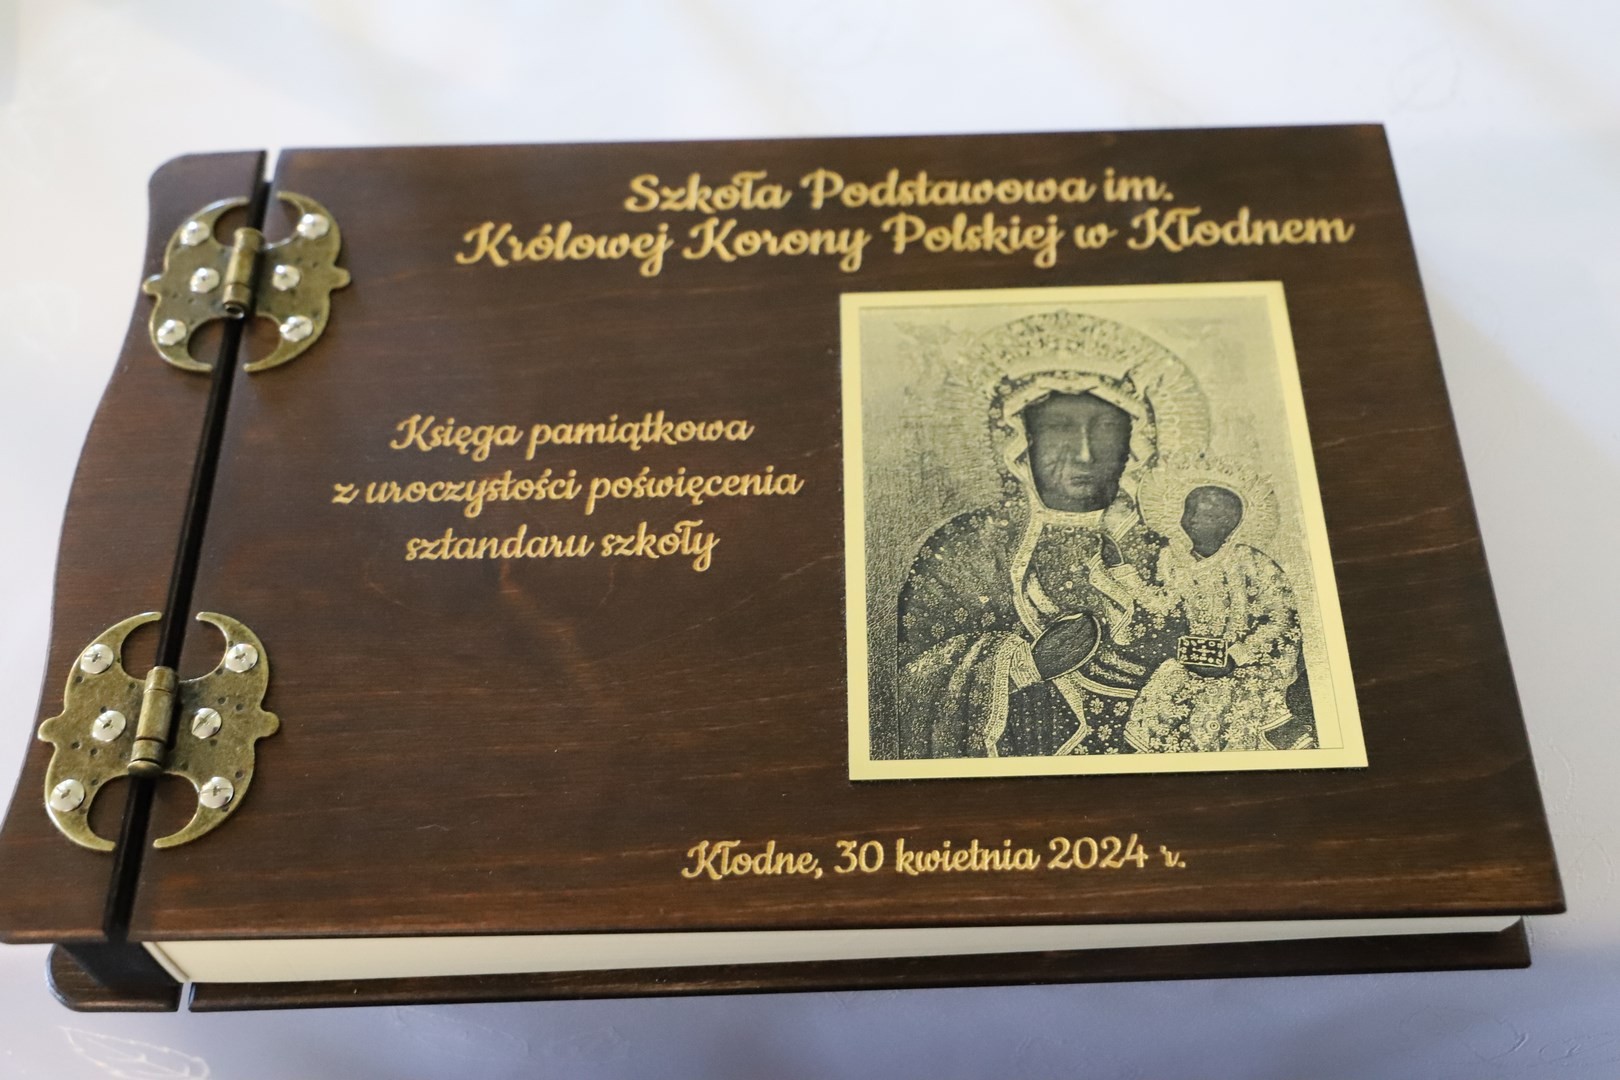 Szkoła Podstawowa im.
Królowej Korony Polskiej w Kłodnem
Księga pamiątkowa
z uroczystości poświęcenia
sztandaru szkoły
Kłodne, 30 kwietnia 2024 r.